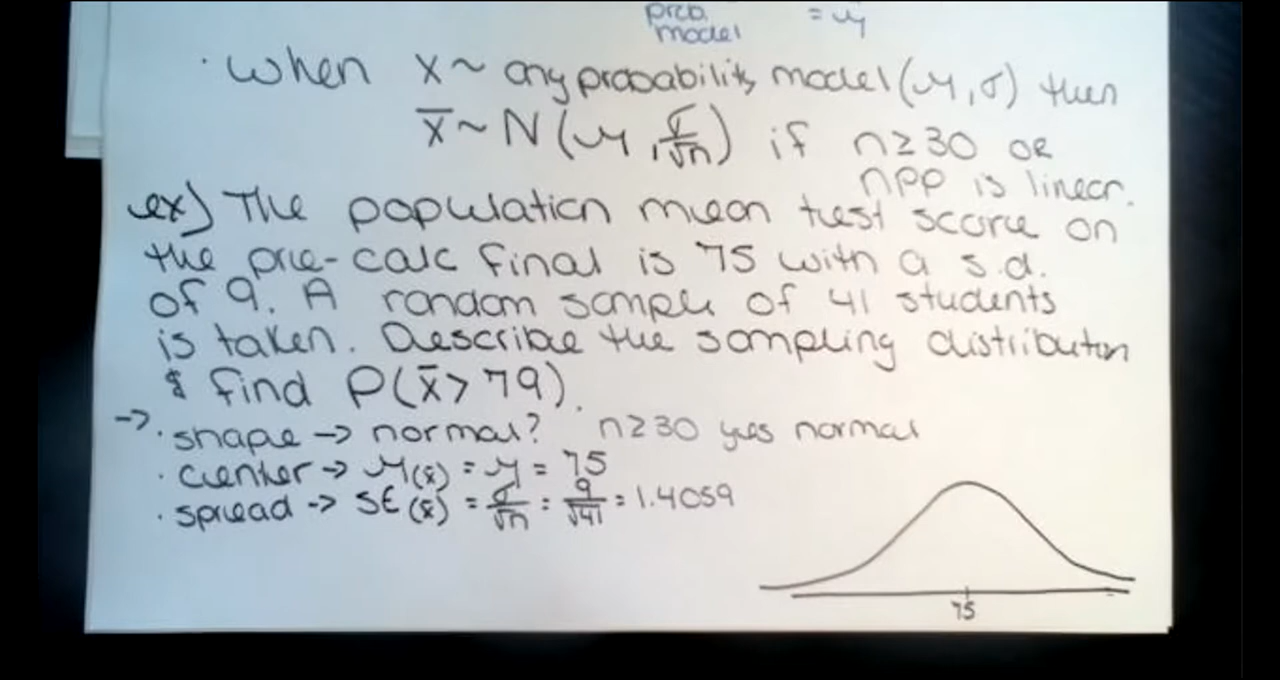 prob. = μ
model
· when x ~ any probability model (μ, σ) then
x̄ ~ N(μ, σ/√n) if n ≥ 30 OR
npp is linear.
ex) The population mean test score on
the pre-calc final is 75 with a s.d.
of 9. A random sample of 41 students
is taken. Describe the sampling distribution
& find P(x̄ > 79).
-> · shape -> normal? n ≥ 30 yes normal
· center -> μ(x̄) = μ = 75
· spread -> SE(x̄) = σ/√n = 9/√41 = 1.4059
75